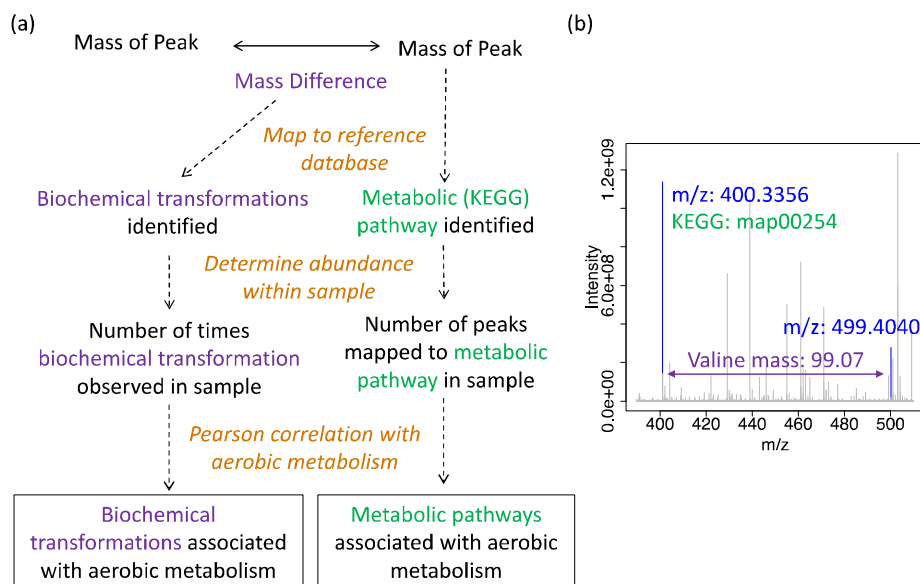 (a)
Mass of Peak
Mass of Peak
Mass Difference
Map to reference
database
Biochemical transformations
identified
Metabolic (KEGG)
pathway identified
Determine abundance
within sample
Number of times
biochemical transformation
observed in sample
Number of peaks
mapped to metabolic
pathway in sample
Pearson correlation with
aerobic metabolism
Biochemical
transformations associated
with aerobic metabolism
Metabolic pathways
associated with aerobic
metabolism
(b)
m/z: 400.3356
KEGG: map00254
m/z: 499.4040
Valine mass: 99.07
Intensity
1.2e+09
6.0e+08
0.0e+00
400
420
440
460
480
500
m/z